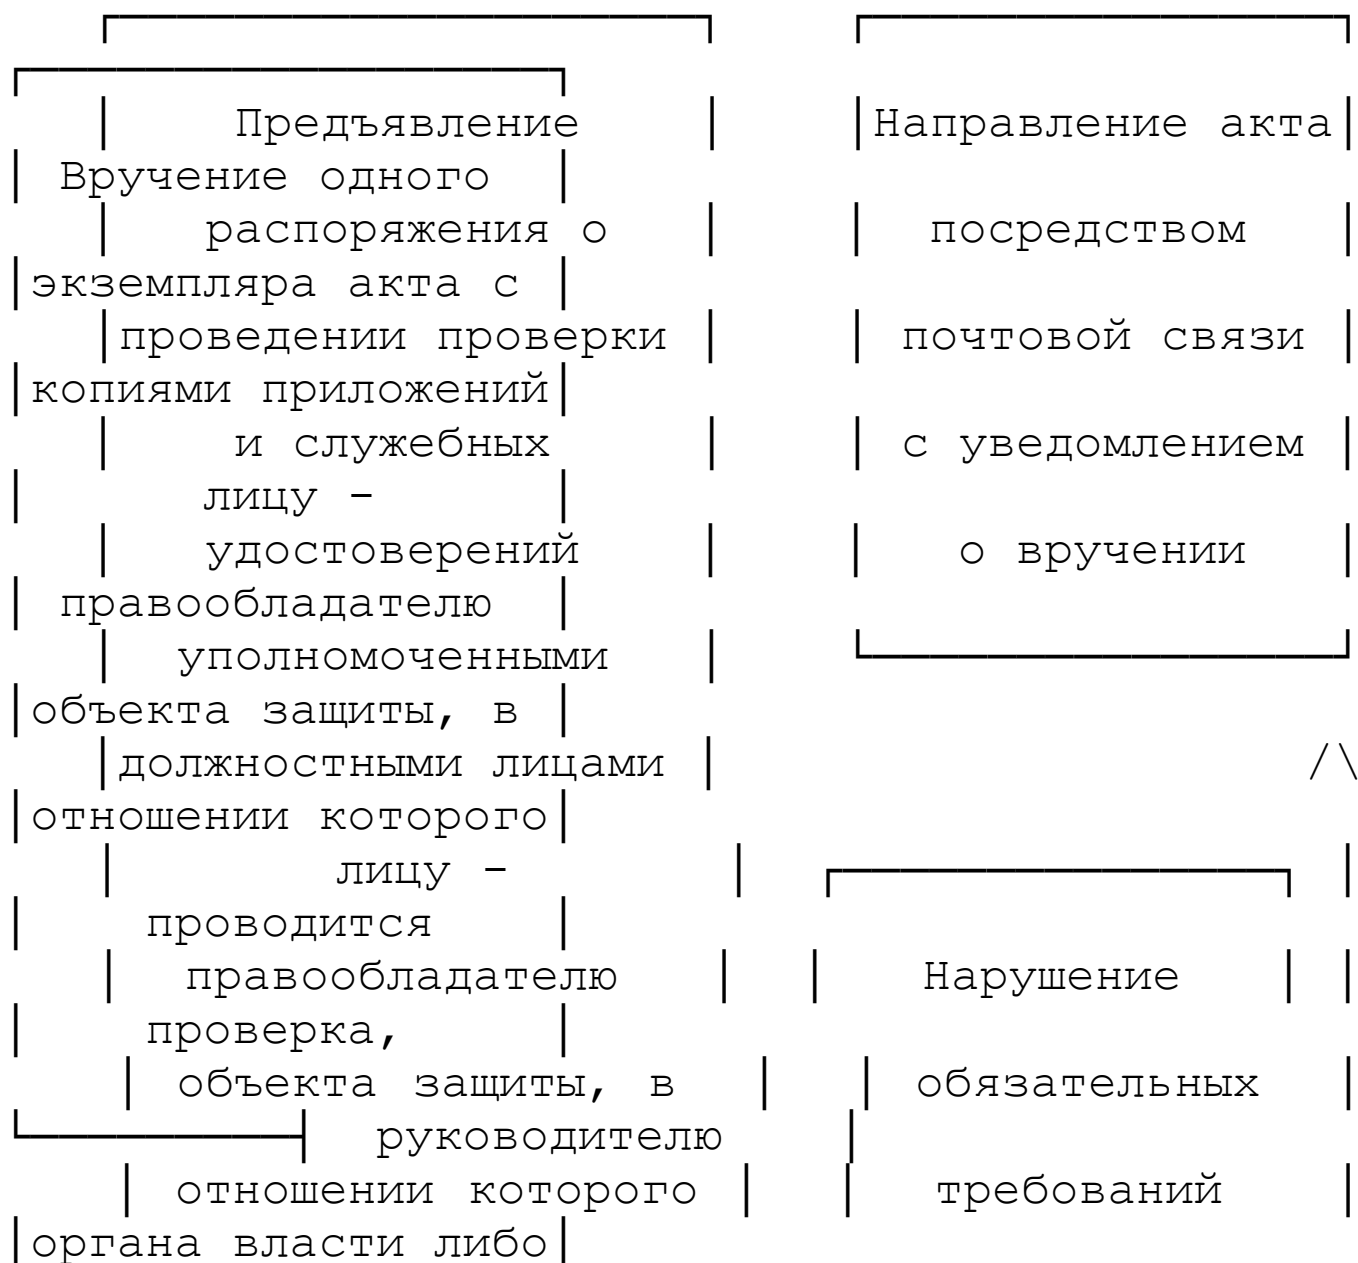 Предъявление Направление акта
Вручение одного
распоряжения о посредством
экземпляра акта с
проведении проверки почтовой связи
копиями приложений
и служебных с уведомлением
лицу -
удостоверений о вручении
правообладателю
уполномоченными
объекта защиты, в
должностными лицами /\
отношении которого
лицу -
проводится
правообладателю Нарушение
проверка,
объекта защиты, в обязательных
руководителю
отношении которого требований
органа власти либо